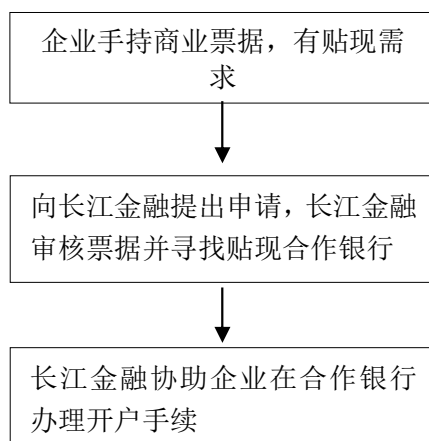 企业手持商业票据，有贴现需
求
向长江金融提出申请，长江金融
审核票据并寻找贴现合作银行
长江金融协助企业在合作银行
办理开户手续